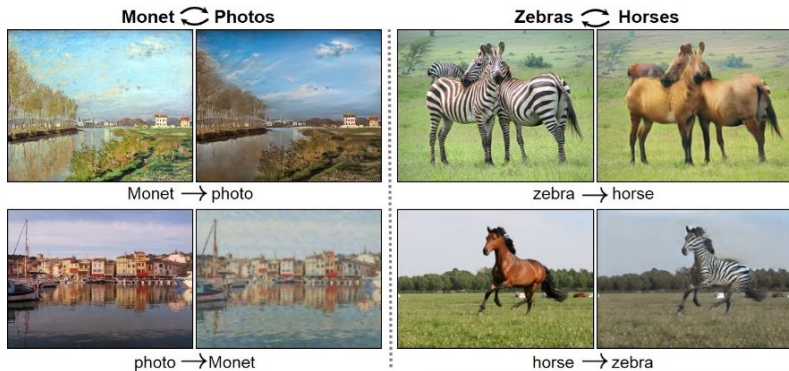 Monet ⇄ Photos
Zebras ⇄ Horses
Monet → photo
zebra → horse
photo → Monet
horse → zebra